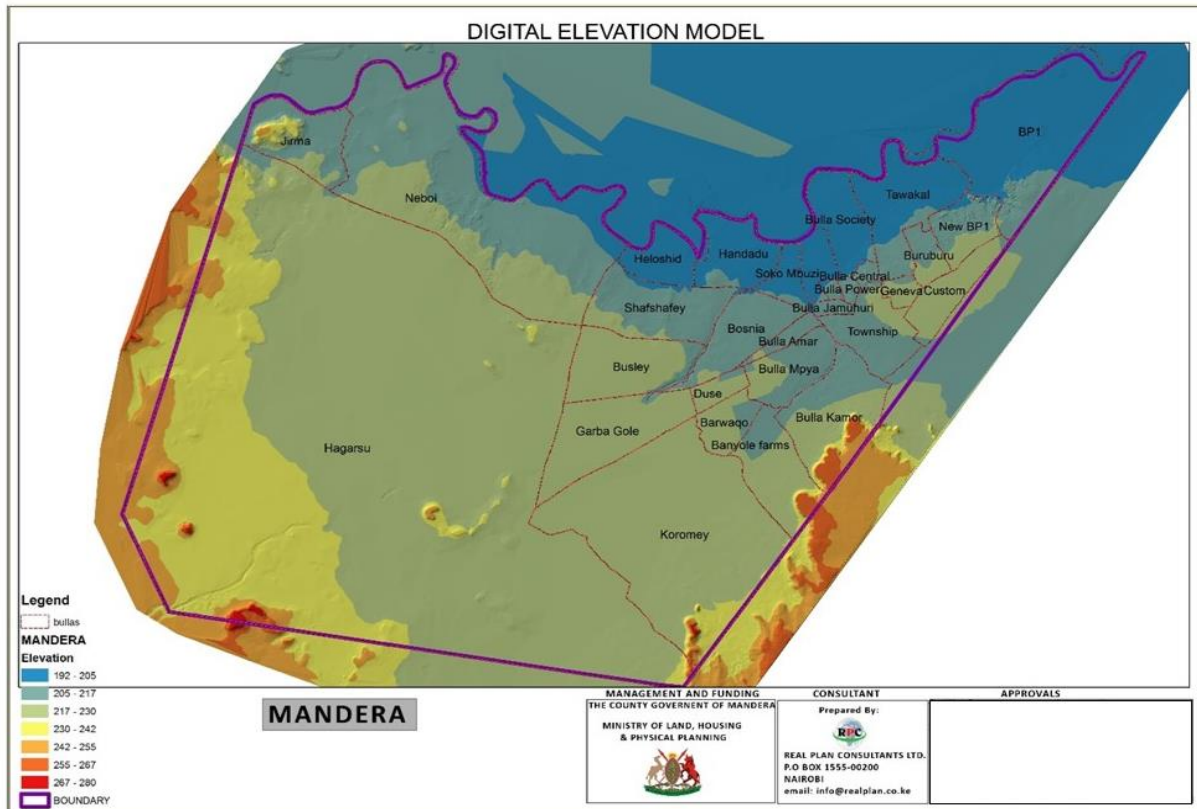 DIGITAL ELEVATION MODEL
BP1
Jirma
Tawakal
Neboi
Bulla Society
New BP1
Handadu
Buruburu
Heloshid
Soko Mbuzi
Bulla Central
Bulla Power
Geneva
Custom
Shafshafey
Bulla Jamuhuri
Bosnia
Township
Bulla Amar
Busley
Bulla Mpya
Duse
Bulla Kamor
Barwaqo
Garba Gole
Banyole farms
Hagarsu
Koromey
Legend
bullas
MANDERA
Elevation
192 - 205
205 - 217
217 - 230
230 - 242
242 - 255
255 - 267
267 - 280
BOUNDARY
MANDERA
MANAGEMENT AND FUNDING
THE COUNTY GOVERNENT OF MANDERA
MINISTRY OF LAND, HOUSING
& PHYSICAL PLANNING
CONSULTANT
Prepared By:
RPC
REAL PLAN CONSULTANTS LTD.
P.O BOX 1555-00200
NAIROBI
email: info@realplan.co.ke
APPROVALS